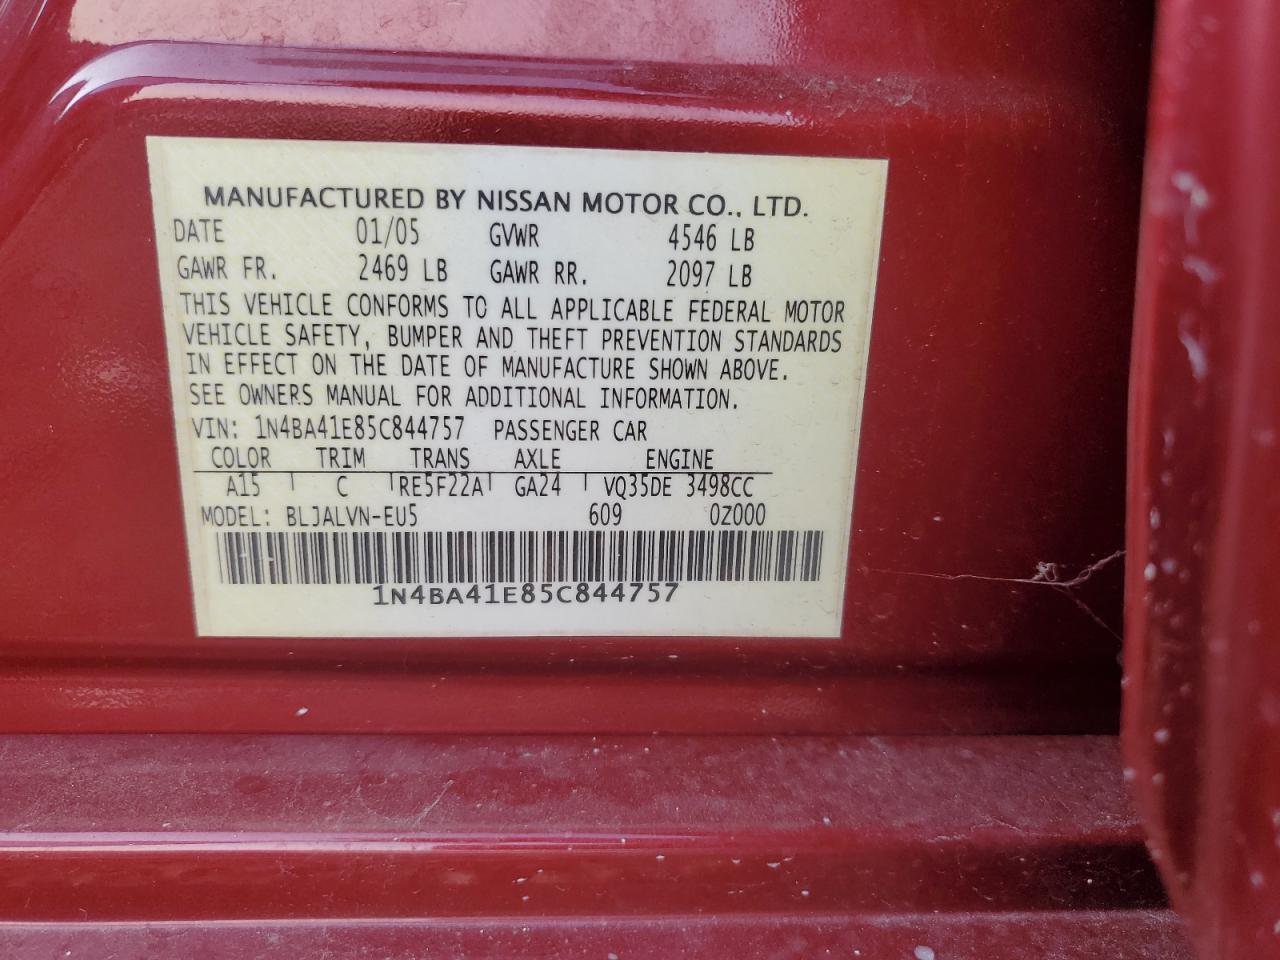 MANUFACTURED BY NISSAN MOTOR CO., LTD.
DATE 01/05 GVWR 4546 LB
GAWR FR. 2469 LB GAWR RR. 2097 LB
THIS VEHICLE CONFORMS TO ALL APPLICABLE FEDERAL MOTOR
VEHICLE SAFETY, BUMPER AND THEFT PREVENTION STANDARDS
IN EFFECT ON THE DATE OF MANUFACTURE SHOWN ABOVE.
SEE OWNERS MANUAL FOR ADDITIONAL INFORMATION.
VIN: 1N4BA41E85C844757 PASSENGER CAR
COLOR TRIM TRANS AXLE ENGINE
A15 C RE5F22A GA24 VQ35DE 3498CC
MODEL: BLJALVN-EU5 609 0Z000
1N4BA41E85C844757